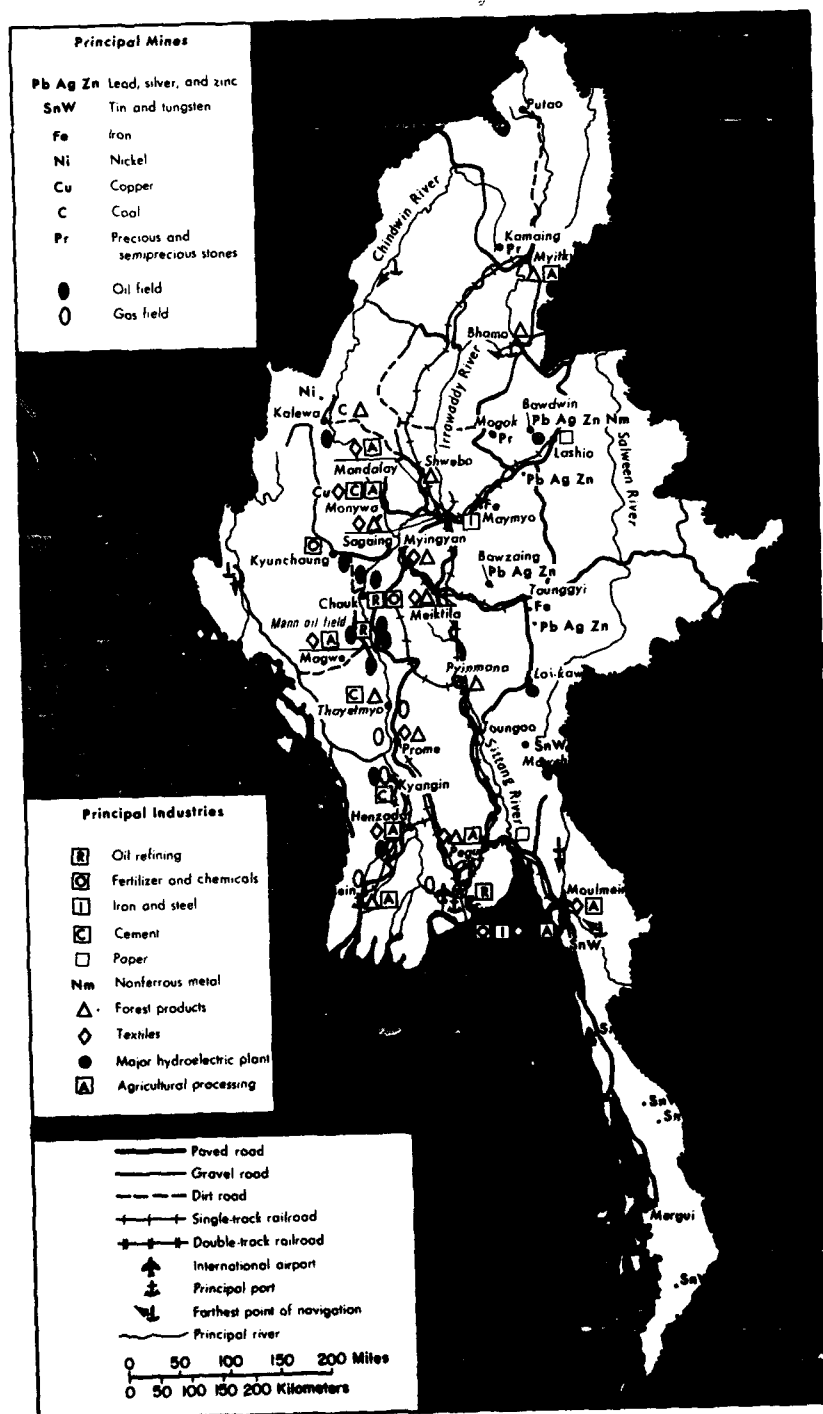 Principal Mines
Pb Ag Zn Lead, silver, and zinc
SnW Tin and tungsten
Fe Iron
Ni Nickel
Cu Copper
C Coal
Pr Precious and
semiprecious stones
Oil field
Gas field
Putao
Chindwin River
Kamaing
Pr
Myitk
A
Bhamo
Irrawaddy River
Ni
Kalewa
C
Mogok
Pr
Bawdwin
Pb Ag Zn Nm
Lashio
Salween River
A
Mandalay
Shwebo
Pb Ag Zn
Cu C A
Monywa
Fe
I Maymyo
Sagaing
Myingyan
Kyunchaung
Bawzaing
Pb Ag Zn
Taunggyi
Fe
Chauk R
Meiktila
Pb Ag Zn
Mann oil field
R
A
Magwe
Pyinmana
Loi-kaw
C
Thayetmyo
Toungoo
SnW
Prome
Sittang River
Mawchi
Kyangin
C
Henzada
A
A
Pegu
sein
A
R
Moulmein
A
I
A
SnW
Mergui
Principal Industries
R Oil refining
Fertilizer and chemicals
I Iron and steel
C Cement
Paper
Nm Nonferrous metal
Forest products
Textiles
Major hydroelectric plant
A Agricultural processing
Paved road
Gravel road
Dirt road
Single-track railroad
Double-track railroad
International airport
Principal port
Farthest point of navigation
Principal river
0 50 100 150 200 Miles
0 50 100 150 200 Kilometers